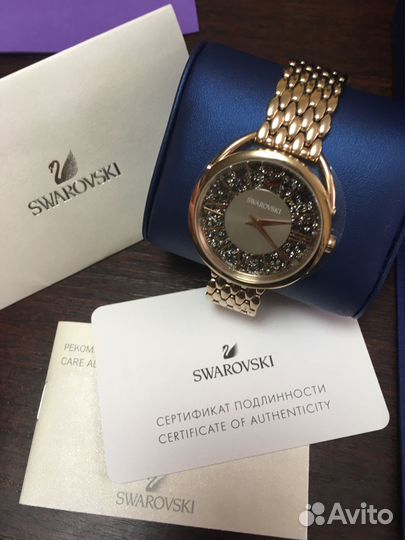 SWAROVSKI
SWAROVSKI
SWAROVSKI
СЕРТИФИКАТ ПОДЛИННОСТИ
CERTIFICATE OF AUTHENTICITY
РЕКОМ
CARE
SWAROVSKI
Avito